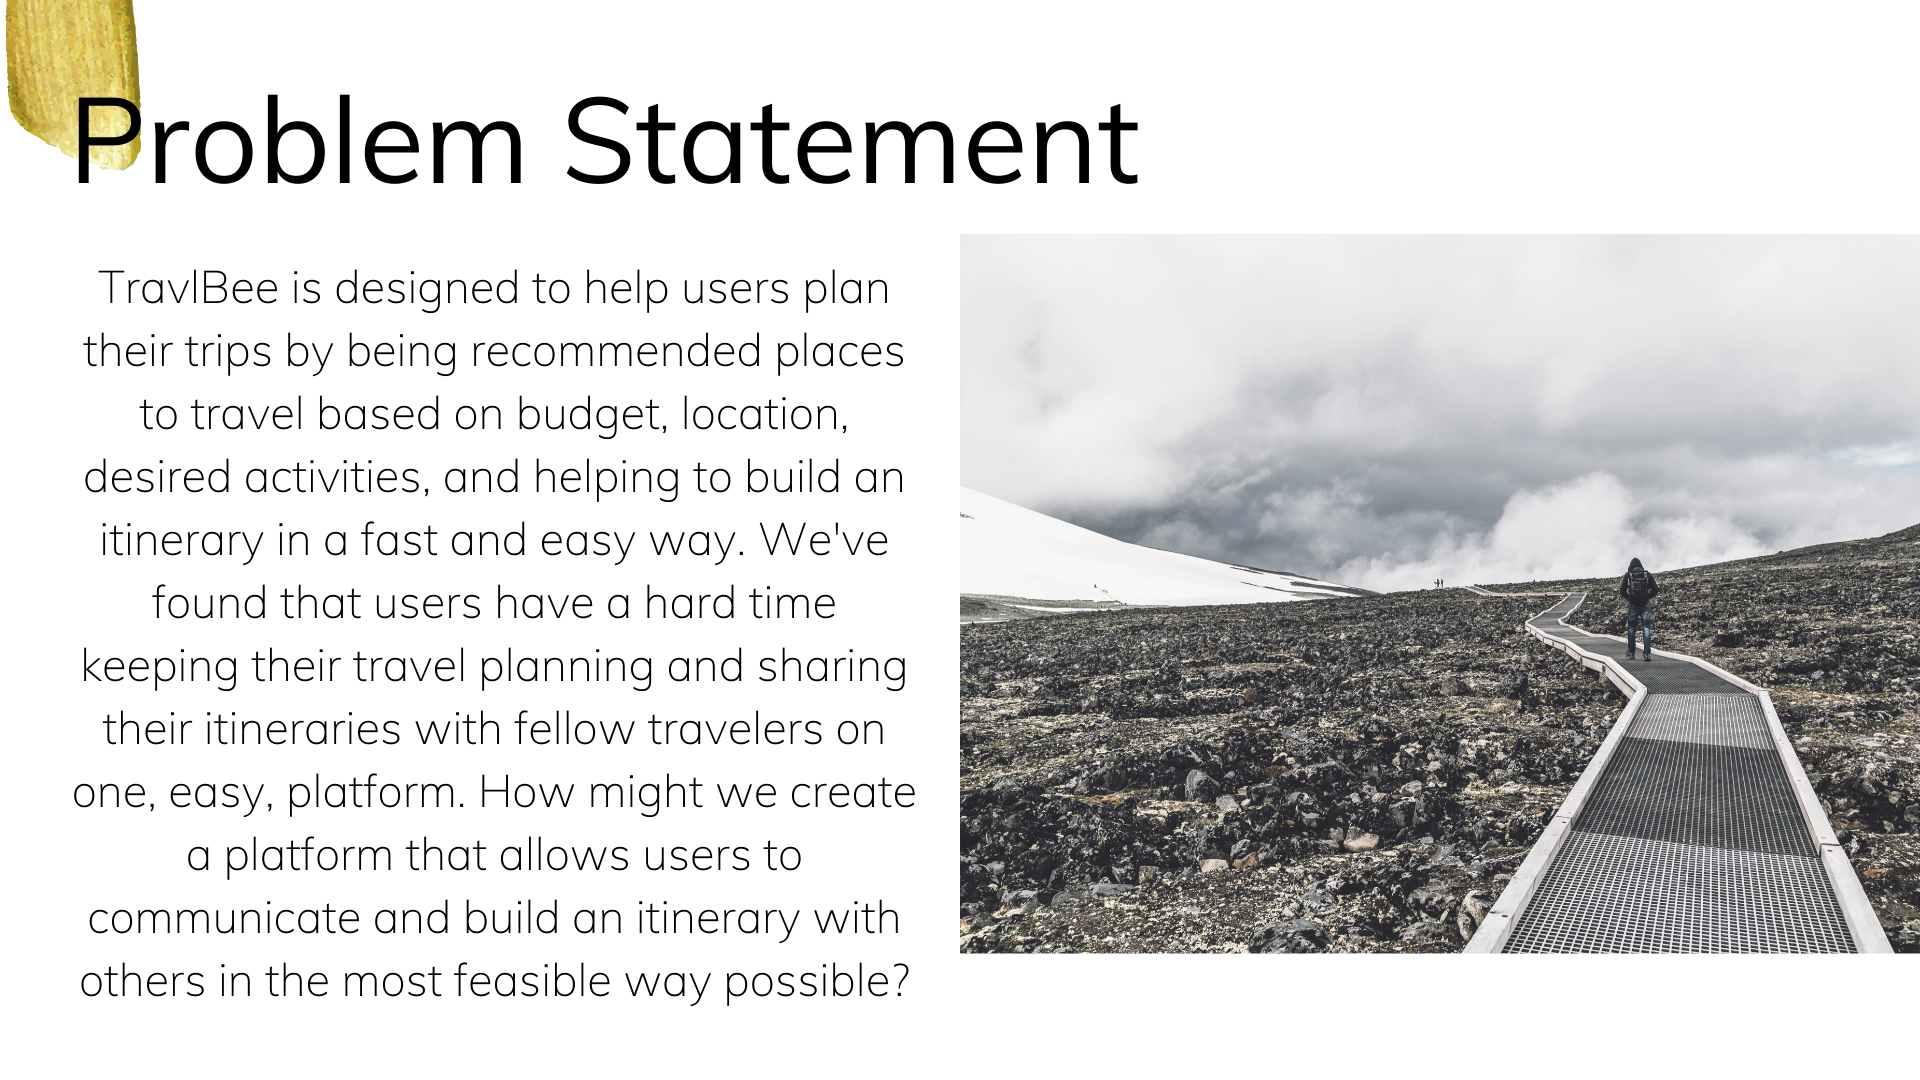 Problem Statement
TravlBee is designed to help users plan
their trips by being recommended places
to travel based on budget, location,
desired activities, and helping to build an
itinerary in a fast and easy way. We've
found that users have a hard time
keeping their travel planning and sharing
their itineraries with fellow travelers on
one, easy, platform. How might we create
a platform that allows users to
communicate and build an itinerary with
others in the most feasible way possible?